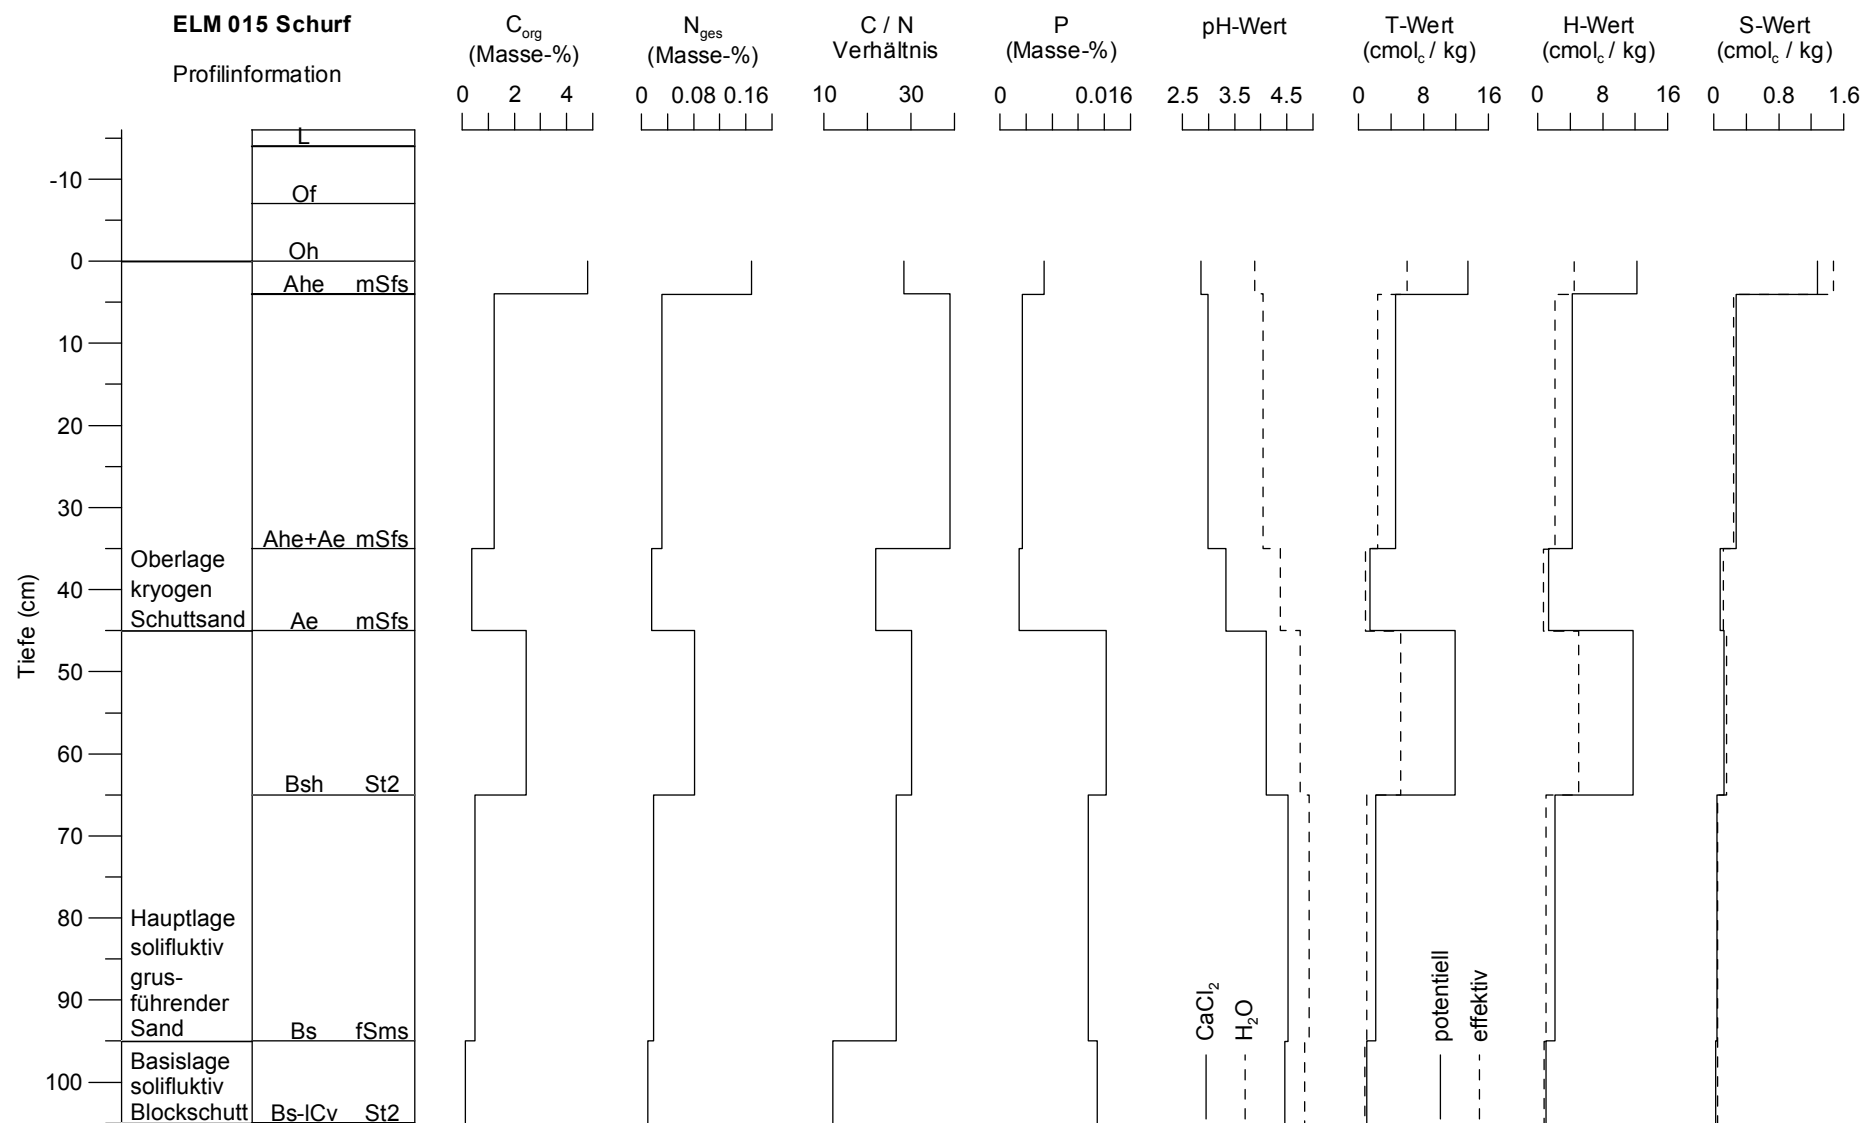 ELM 015 Schurf
Profilinformation
C_org
(Masse-%)
N_ges
(Masse-%)
C / N
Verhältnis
P
(Masse-%)
pH-Wert
T-Wert
(cmol_c / kg)
H-Wert
(cmol_c / kg)
S-Wert
(cmol_c / kg)
0 2 4
0 0.08 0.16
10 30
0 0.016
2.5 3.5 4.5
0 16
0 8 16
0 0.8 1.6
L
-10
Of
Oh
0
Ahe mSfs
10
20
30
Ahe+Ae mSfs
Oberlage
kryogen
Schuttsand
40
Ae mSfs
Tiefe (cm)
50
60
Bsh St2
70
80
Hauptlage
solifluktiv
grus-
führender
Sand
90
Bs fSms
Basislage
solifluktiv
Blockschutt
100
Bs-lCv St2
CaCl₂
H₂O
potentiell
effektiv